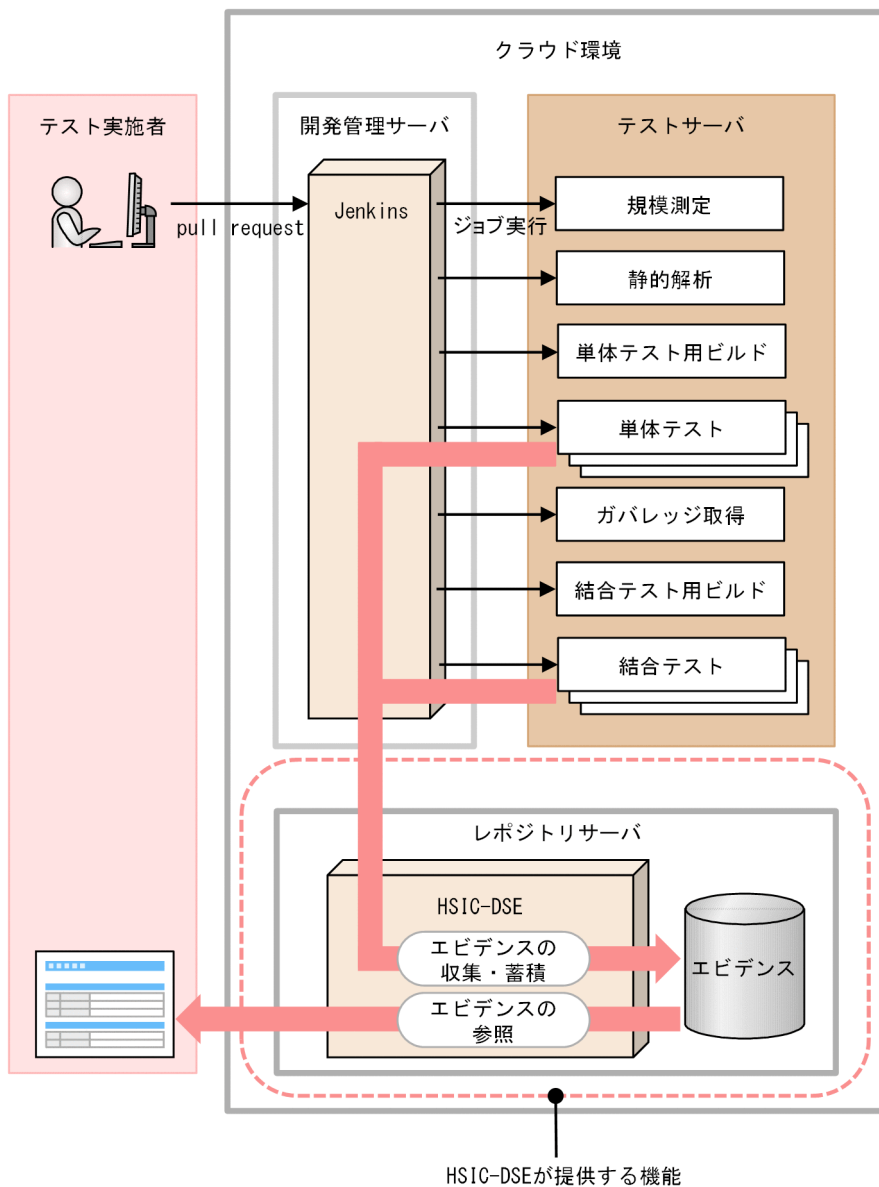 クラウド環境
テスト実施者
開発管理サーバ
テストサーバ
Jenkins
pull request
ジョブ実行
規模測定
静的解析
単体テスト用ビルド
単体テスト
ガバレッジ取得
結合テスト用ビルド
結合テスト
レポジトリサーバ
HSIC-DSE
エビデンスの
収集・蓄積
エビデンス
エビデンスの
参照
HSIC-DSEが提供する機能